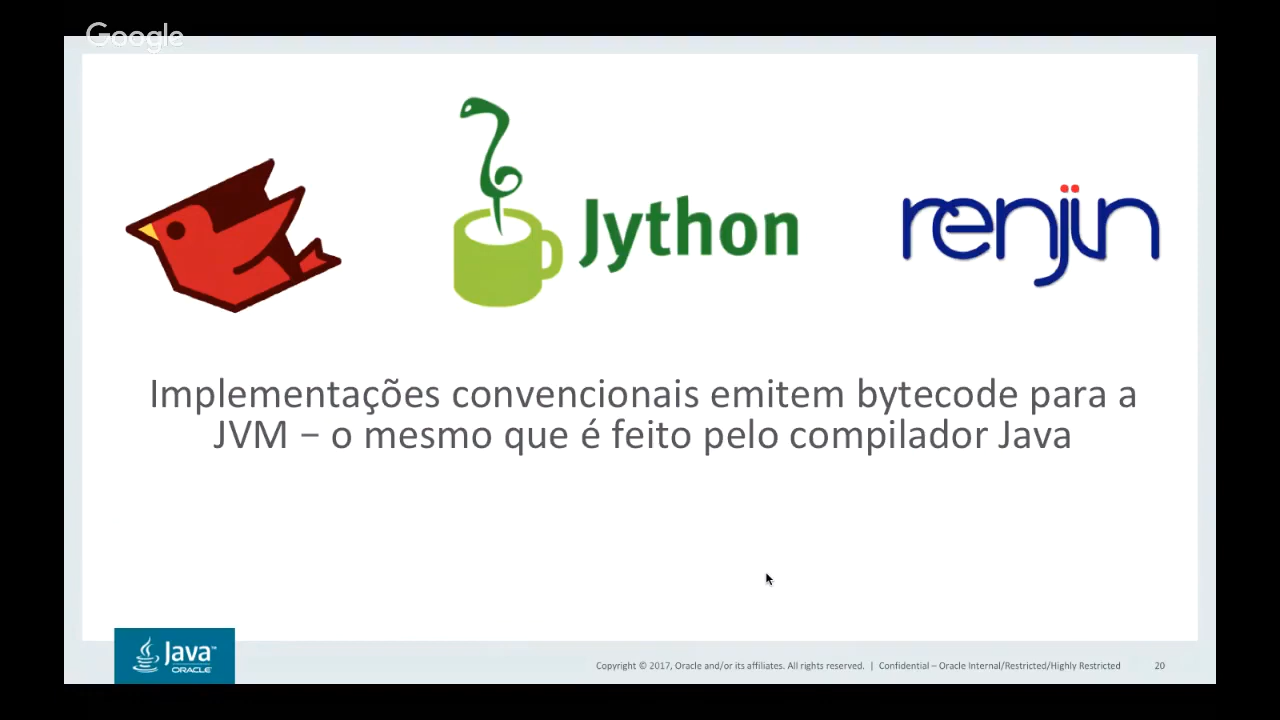 Google
Jython
renjin
Implementações convencionais emitem bytecode para a
JVM – o mesmo que é feito pelo compilador Java
Java™
ORACLE
Copyright © 2017, Oracle and/or its affiliates. All rights reserved. | Confidential – Oracle Internal/Restricted/Highly Restricted 20